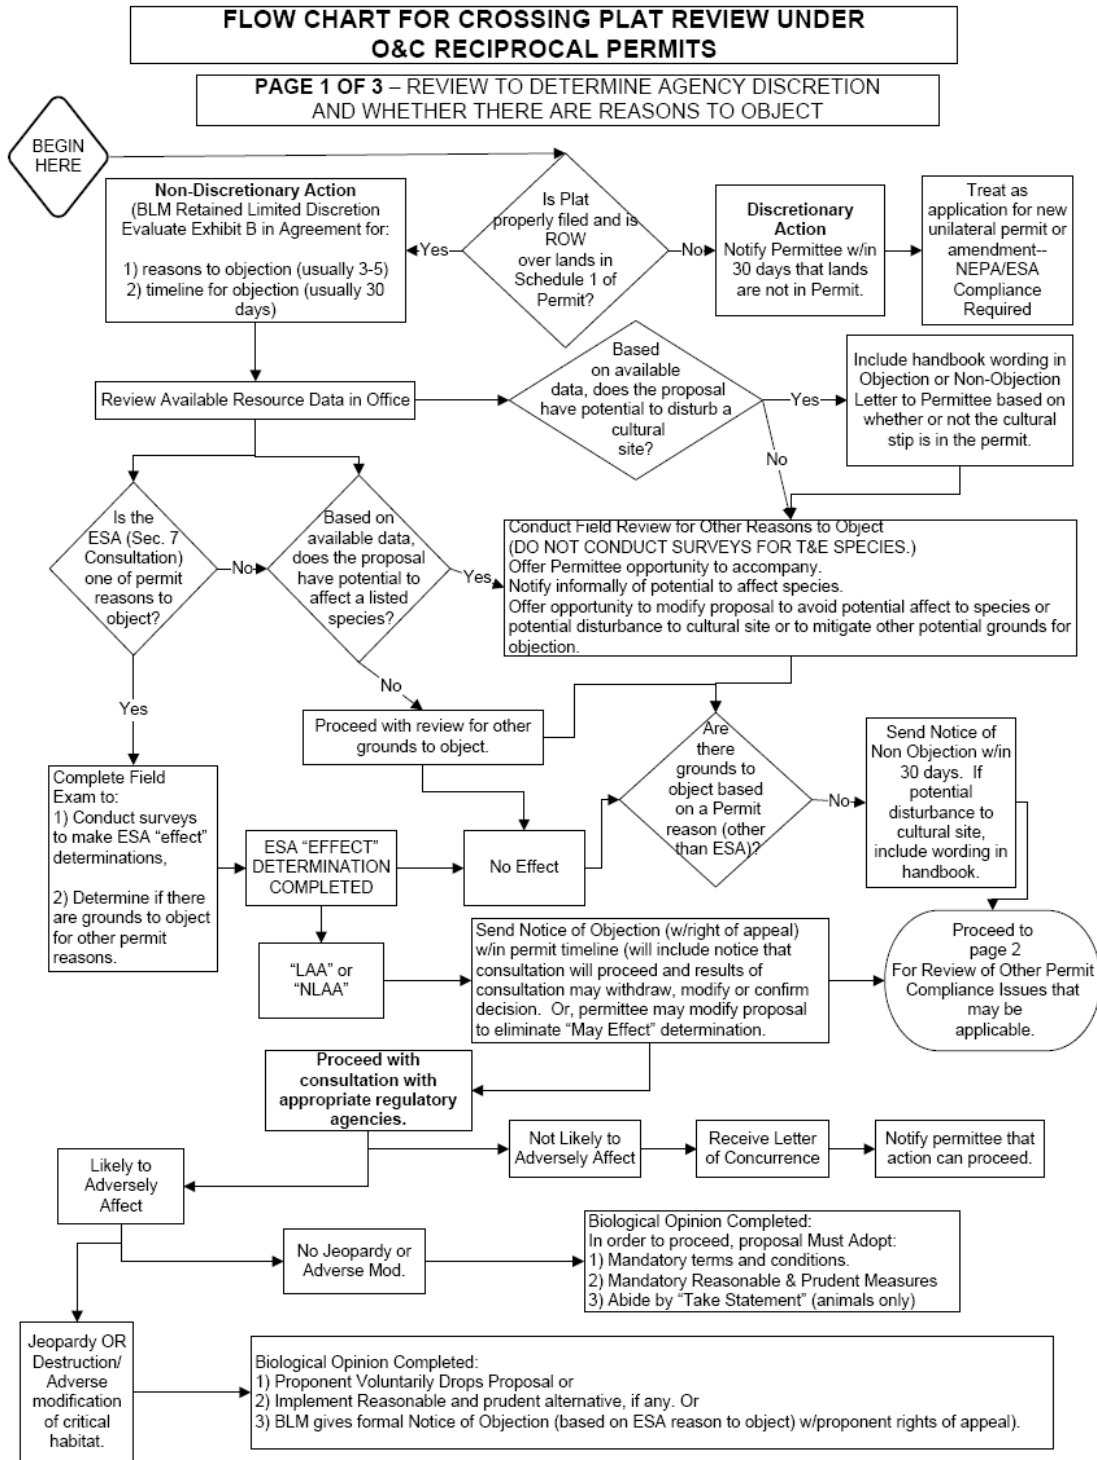 FLOW CHART FOR CROSSING PLAT REVIEW UNDER
O&C RECIPROCAL PERMITS
PAGE 1 OF 3 – REVIEW TO DETERMINE AGENCY DISCRETION
AND WHETHER THERE ARE REASONS TO OBJECT
BEGIN
HERE
Non-Discretionary Action
(BLM Retained Limited Discretion
Evaluate Exhibit B in Agreement for:
1) reasons to objection (usually 3-5)
2) timeline for objection (usually 30
days)
Yes
Is Plat
properly filed and is
ROW
over lands in
Schedule 1 of
Permit?
No
Discretionary
Action
Notify Permittee w/in
30 days that lands
are not in Permit.
Treat as
application for new
unilateral permit or
amendment--
NEPA/ESA
Compliance
Required
Review Available Resource Data in Office
Based
on available
data, does the proposal
have potential to disturb a
cultural
site?
Yes
No
Include handbook wording in
Objection or Non-Objection
Letter to Permittee based on
whether or not the cultural
stip is in the permit.
Is the
ESA (Sec. 7
Consultation)
one of permit
reasons to
object?
No
Based on
available data,
does the proposal
have potential to
affect a listed
species?
Yes
Conduct Field Review for Other Reasons to Object
(DO NOT CONDUCT SURVEYS FOR T&E SPECIES.)
Offer Permittee opportunity to accompany.
Notify informally of potential to affect species.
Offer opportunity to modify proposal to avoid potential affect to species or
potential disturbance to cultural site or to mitigate other potential grounds for
objection.
Yes
No
Proceed with review for other
grounds to object.
Are
there
grounds to
object based
on a Permit
reason (other
than ESA)?
No
Send Notice of
Non Objection w/in
30 days. If
potential
disturbance to
cultural site,
include wording in
handbook.
Complete Field
Exam to:
1) Conduct surveys
to make ESA “effect”
determinations,
2) Determine if there
are grounds to object
for other permit
reasons.
ESA “EFFECT”
DETERMINATION
COMPLETED
No Effect
“LAA” or
“NLAA”
Send Notice of Objection (w/right of appeal)
w/in permit timeline (will include notice that
consultation will proceed and results of
consultation may withdraw, modify or confirm
decision. Or, permittee may modify proposal
to eliminate “May Effect” determination.
Proceed to
page 2
For Review of Other Permit
Compliance Issues that
may be
applicable.
Proceed with
consultation with
appropriate regulatory
agencies.
Not Likely to
Adversely Affect
Receive Letter
of Concurrence
Notify permittee that
action can proceed.
Likely to
Adversely
Affect
No Jeopardy or
Adverse Mod.
Biological Opinion Completed:
In order to proceed, proposal Must Adopt:
1) Mandatory terms and conditions.
2) Mandatory Reasonable & Prudent Measures
3) Abide by “Take Statement” (animals only)
Jeopardy OR
Destruction/
Adverse
modification
of critical
habitat.
Biological Opinion Completed:
1) Proponent Voluntarily Drops Proposal or
2) Implement Reasonable and prudent alternative, if any. Or
3) BLM gives formal Notice of Objection (based on ESA reason to object) w/proponent rights of appeal).